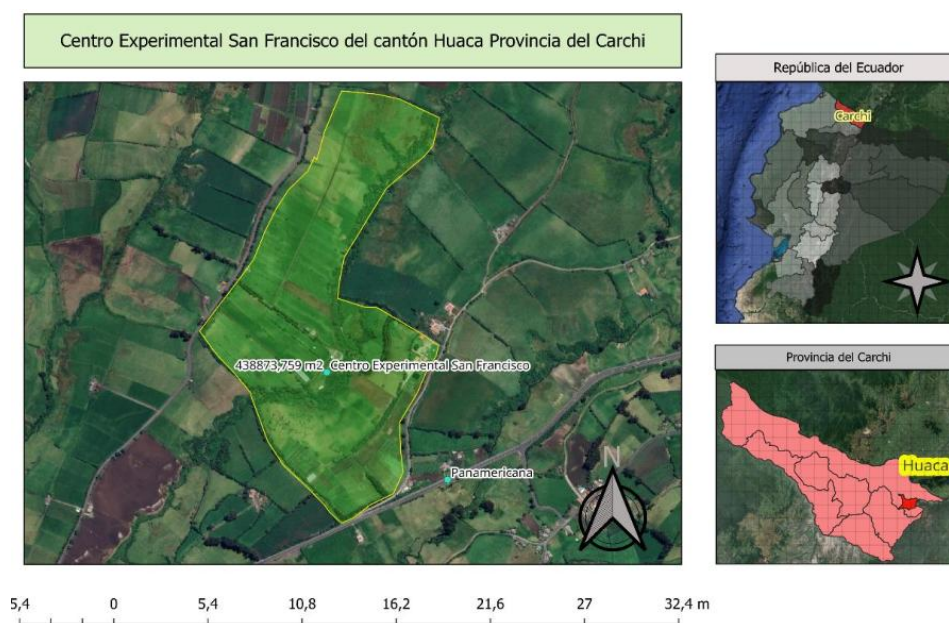 Centro Experimental San Francisco del cantón Huaca Provincia del Carchi
República del Ecuador
Carchi
438873,759 m2 Centro Experimental San Francisco
Panamericana
N
Provincia del Carchi
Huaca
5,4 0 5,4 10,8 16,2 21,6 27 32,4 m